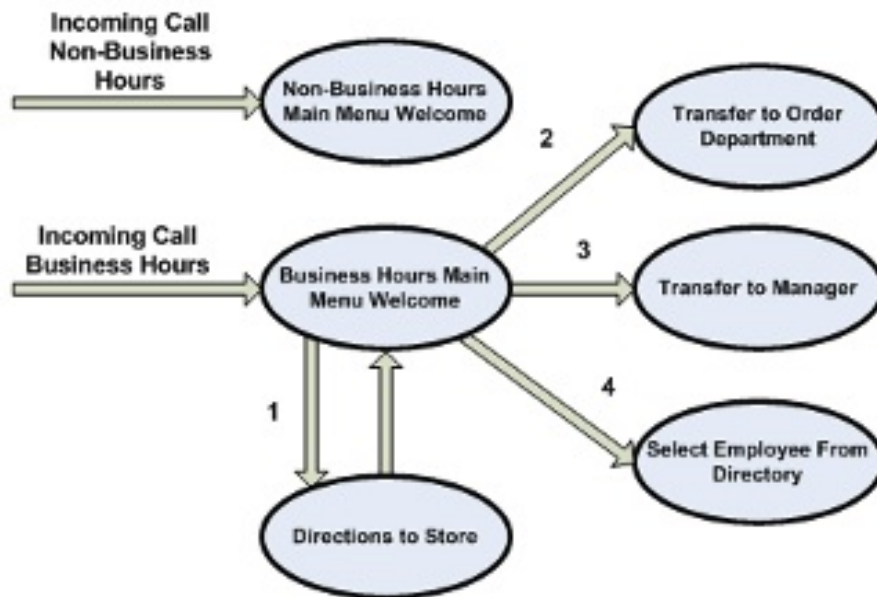 Incoming Call
Non-Business
Hours
Non-Business Hours
Main Menu Welcome
2
Transfer to Order
Department
Incoming Call
Business Hours
Business Hours Main
Menu Welcome
3
Transfer to Manager
1
4
Select Employee From
Directory
Directions to Store